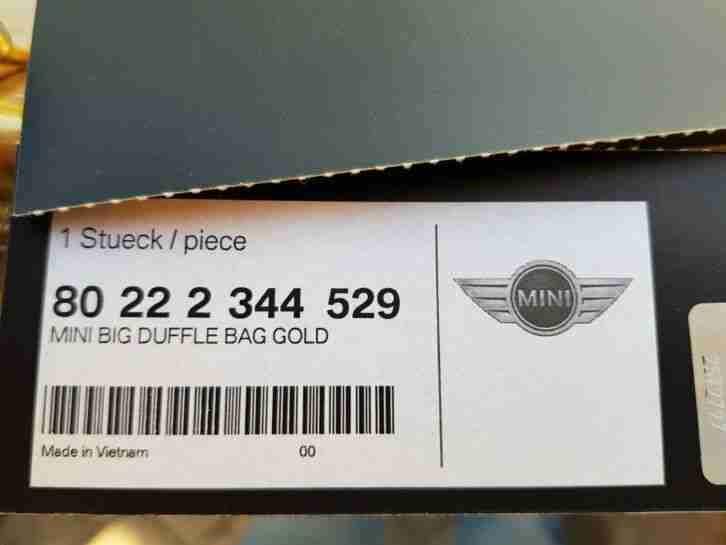 1 Stueck / piece
80 22 2 344 529
MINI BIG DUFFLE BAG GOLD
Made in Vietnam 00
MINI